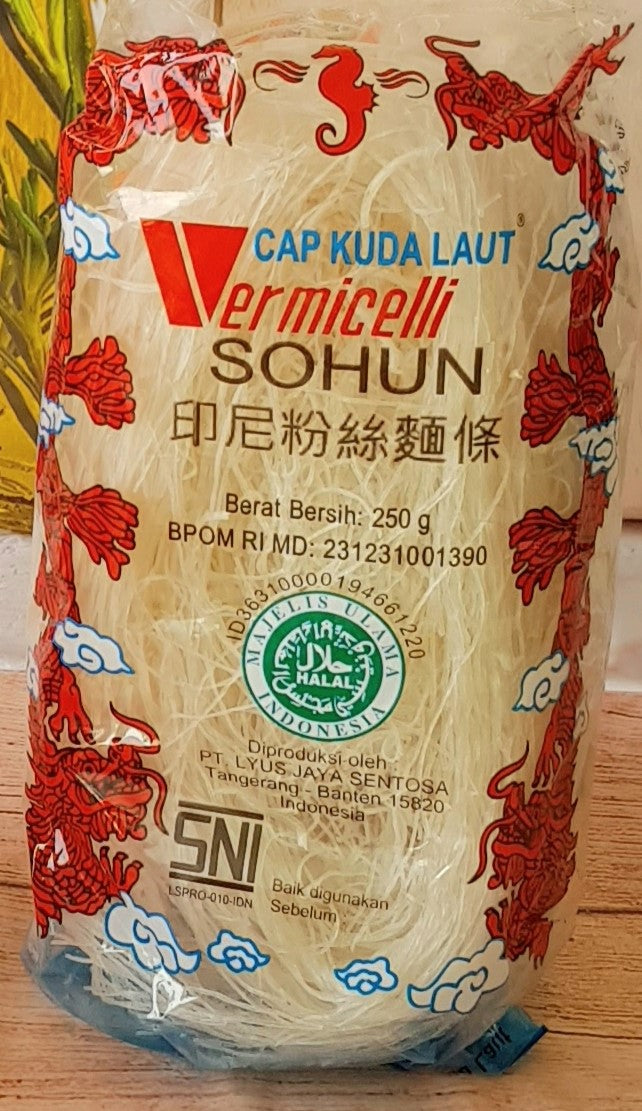 CAP KUDA LAUT®
Vermicelli
SOHUN
印尼粉絲麵條
Berat Bersih: 250 g
BPOM RI MD: 231231001390
ID36310000194661220
MAJELIS ULAMA
حلال
HALAL
INDONESIA
Diproduksi oleh :
PT. LYUS JAYA SENTOSA
Tangerang - Banten 15820
Indonesia
SNI
LSPRO-010-IDN
Baik digunakan
Sebelum :